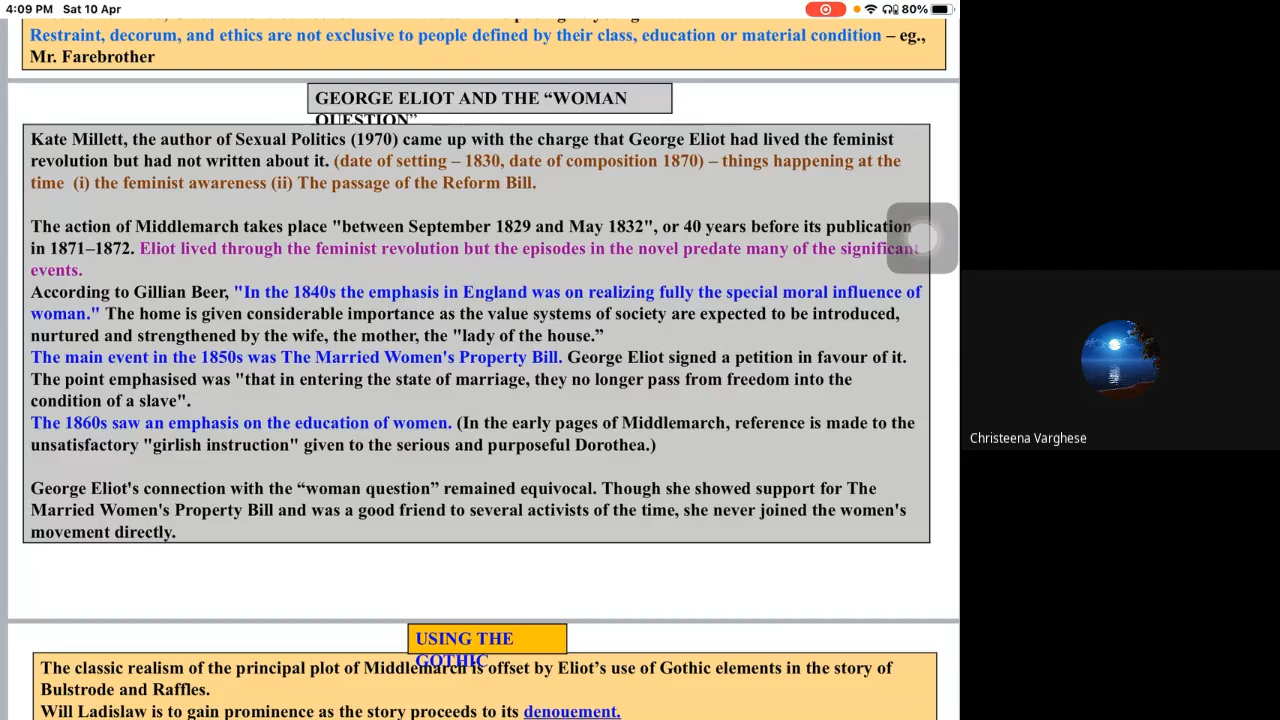 4:09 PM Sat 10 Apr
80%
Restraint, decorum, and ethics are not exclusive to people defined by their class, education or material condition – eg.,
Mr. Farebrother
GEORGE ELIOT AND THE “WOMAN
QUESTION”
Kate Millett, the author of Sexual Politics (1970) came up with the charge that George Eliot had lived the feminist
revolution but had not written about it. (date of setting – 1830, date of composition 1870) – things happening at the
time (i) the feminist awareness (ii) The passage of the Reform Bill.
The action of Middlemarch takes place "between September 1829 and May 1832", or 40 years before its publication
in 1871–1872. Eliot lived through the feminist revolution but the episodes in the novel predate many of the significant
events.
According to Gillian Beer, "In the 1840s the emphasis in England was on realizing fully the special moral influence of
woman." The home is given considerable importance as the value systems of society are expected to be introduced,
nurtured and strengthened by the wife, the mother, the "lady of the house.”
The main event in the 1850s was The Married Women's Property Bill. George Eliot signed a petition in favour of it.
The point emphasised was "that in entering the state of marriage, they no longer pass from freedom into the
condition of a slave".
The 1860s saw an emphasis on the education of women. (In the early pages of Middlemarch, reference is made to the
unsatisfactory "girlish instruction" given to the serious and purposeful Dorothea.)
George Eliot's connection with the “woman question” remained equivocal. Though she showed support for The
Married Women's Property Bill and was a good friend to several activists of the time, she never joined the women's
movement directly.
USING THE
GOTHIC
The classic realism of the principal plot of Middlemarch is offset by Eliot’s use of Gothic elements in the story of
Bulstrode and Raffles.
Will Ladislaw is to gain prominence as the story proceeds to its denouement.
Christeena Varghese